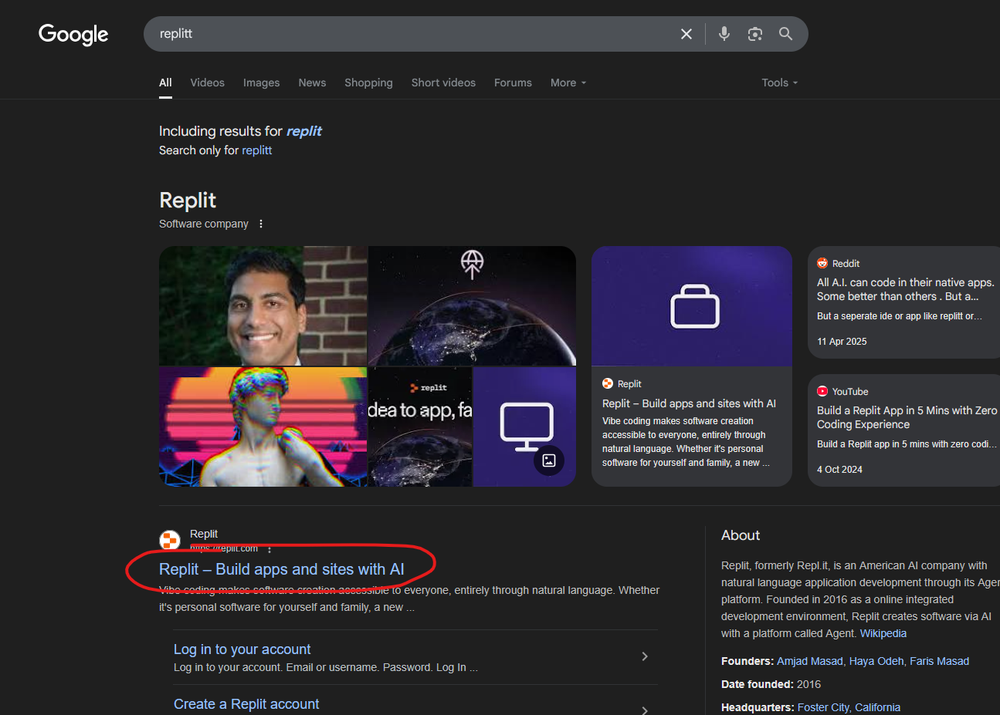 Google
replitt
All Videos Images News Shopping Short videos Forums More Tools
Including results for replit
Search only for replitt
Replit
Software company
replit
dea to app, fa
Replit
Replit – Build apps and sites with AI
Vibe coding makes software creation
accessible to everyone, entirely through
natural language. Whether it's personal
software for yourself and family, a new ...
Reddit
All A.I. can code in their native apps.
Some better than others . But a...
But a seperate ide or app like replitt or...
11 Apr 2025
YouTube
Build a Replit App in 5 Mins with Zero
Coding Experience
Build a Replit app in 5 mins with zero codi...
4 Oct 2024
Replit
https://replit.com
Replit – Build apps and sites with AI
Vibe coding makes software creation accessible to everyone, entirely through natural language. Whether
it's personal software for yourself and family, a new ...
Log in to your account
Log in to your account. Email or username. Password. Log In ...
Create a Replit account
About
Replit, formerly Repl.it, is an American AI company with
natural language application development through its Agen
platform. Founded in 2016 as a online integrated
development environment, Replit creates software via AI
with a platform called Agent. Wikipedia
Founders: Amjad Masad, Haya Odeh, Faris Masad
Date founded: 2016
Headquarters: Foster City, California